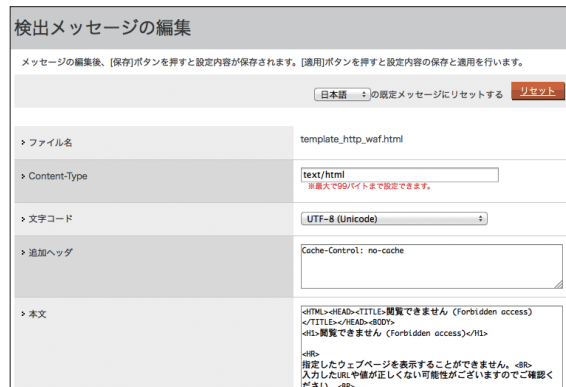 検出メッセージの編集
メッセージの編集後、[保存]ボタンを押すと設定内容が保存されます。[適用]ボタンを押すと設定内容の保存と適用を行います。
日本語 の既定メッセージにリセットする リセット
ファイル名 template_http_waf.html
Content-Type text/html
※最大で99バイトまで設定できます。
文字コード UTF-8 (Unicode)
追加ヘッダ Cache-Control: no-cache
本文 <HTML><HEAD><TITLE>閲覧できません (Forbidden access)
</TITLE></HEAD><BODY>
<H1>閲覧できません (Forbidden access)</H1>
<HR>
指定したウェブページを表示することができません。<BR>
入力したURLや値が正しくない可能性がございますのでご確認く
ださい。<BR>